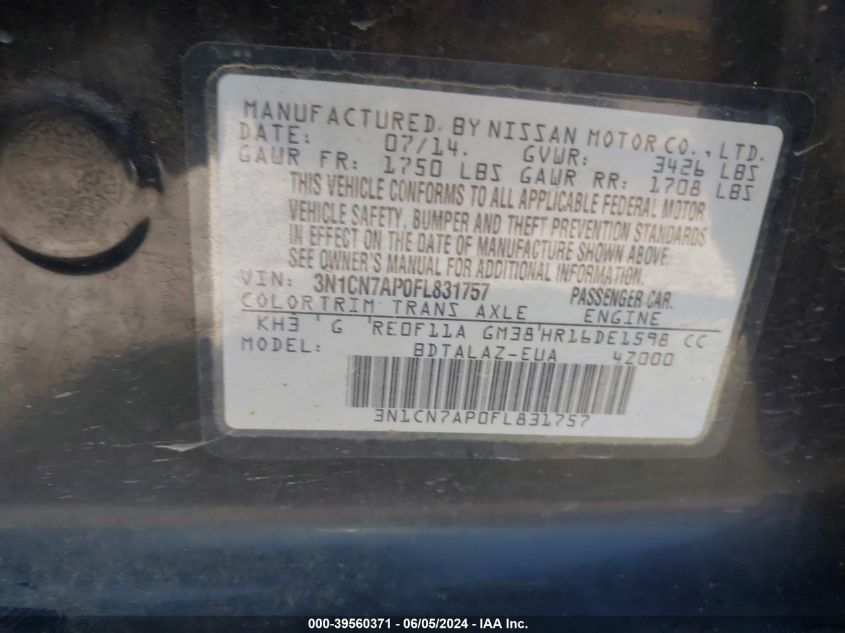 MANUFACTURED BY NISSAN MOTOR CO., LTD.
DATE: 07/14. GVWR: 3426 LBS
GAWR FR: 1750 LBS GAWR RR: 1708 LBS
THIS VEHICLE CONFORMS TO ALL APPLICABLE FEDERAL MOTOR
VEHICLE SAFETY, BUMPER AND THEFT PREVENTION STANDARDS
IN EFFECT ON THE DATE OF MANUFACTURE SHOWN ABOVE.
SEE OWNER'S MANUAL FOR ADDITIONAL INFORMATION.
VIN: 3N1CN7AP0FL831757 PASSENGER CAR.
COLOR TRIM TRANS AXLE ENGINE
KH3 G RE0F11A GM38 HR16DE1598 CC
MODEL: BDTALAZ-EUA 4Z000
3N1CN7AP0FL831757
000-39560371 - 06/05/2024 - IAA Inc.